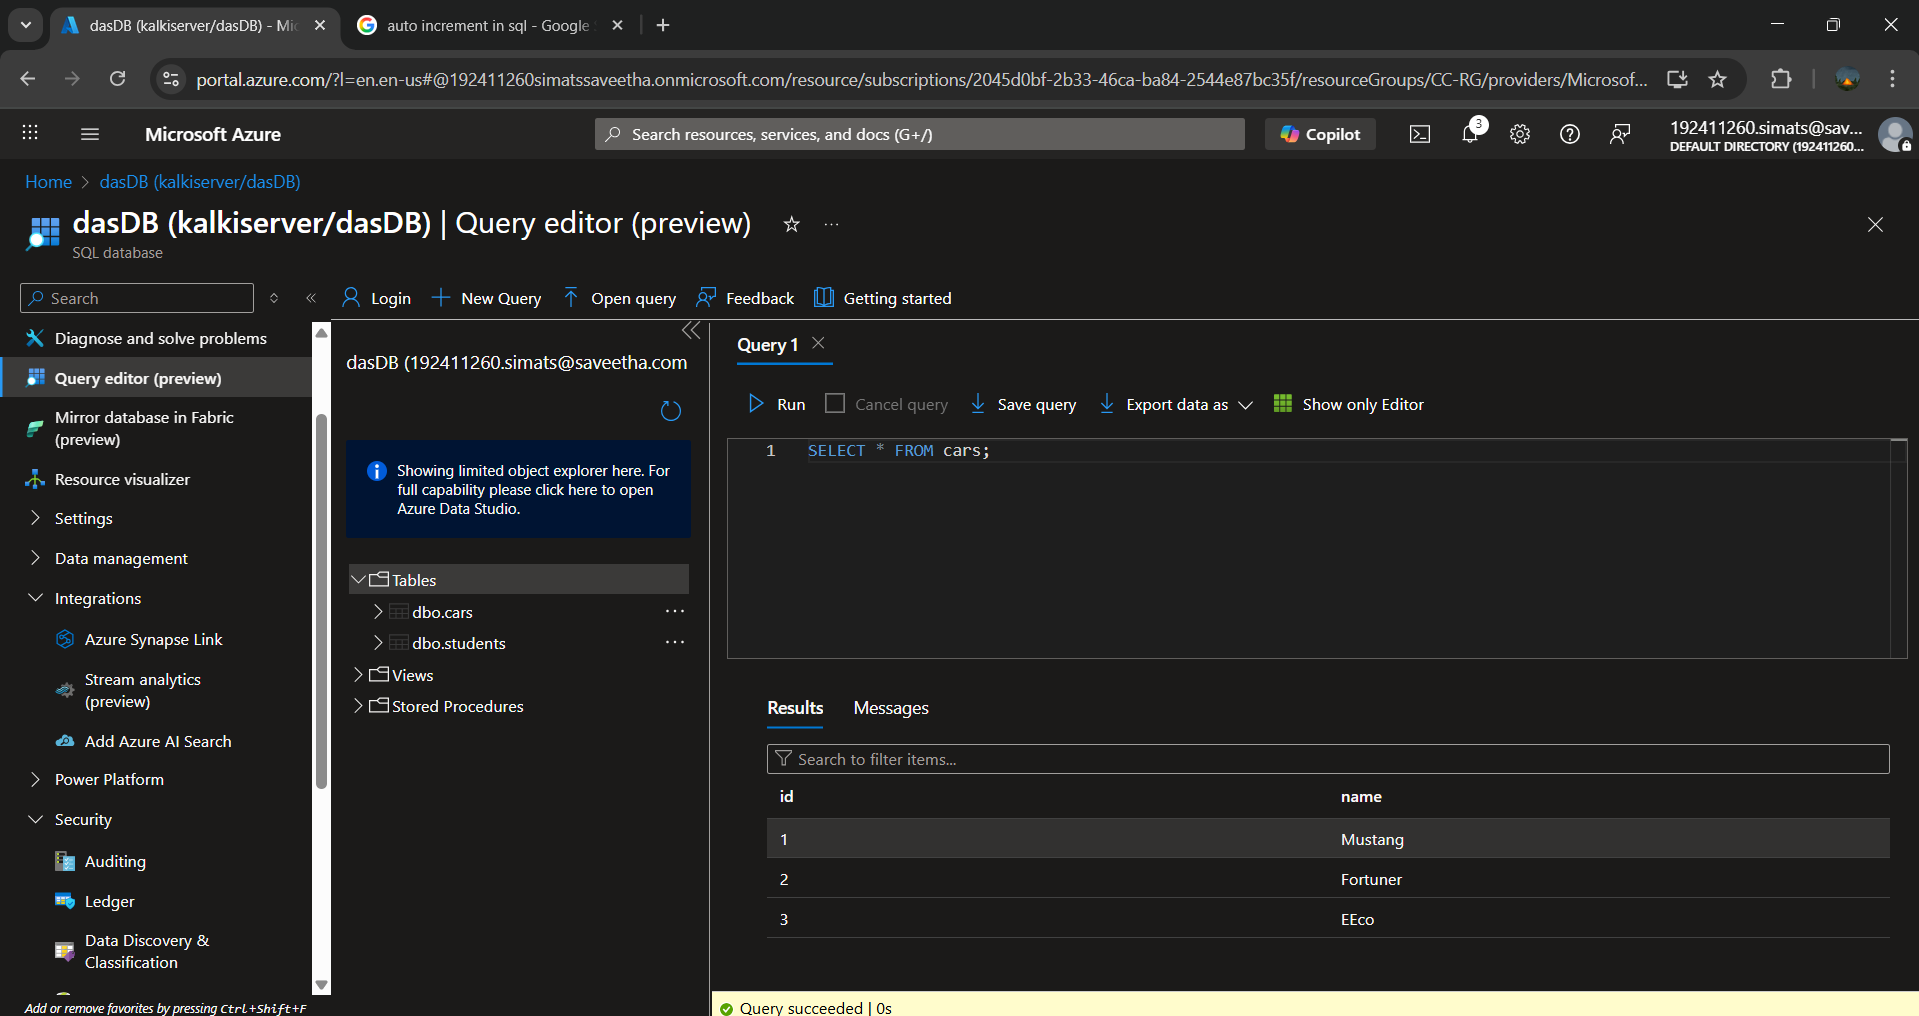 dasDB (kalkiserver/dasDB) - Mic
auto increment in sql - Google
portal.azure.com/?l=en.en-us#@192411260simatssaveetha.onmicrosoft.com/resource/subscriptions/2045d0bf-2b33-46ca-ba84-2544e87bc35f/resourceGroups/CC-RG/providers/Microsof...
Microsoft Azure
Search resources, services, and docs (G+/)
Copilot
3
192411260.simats@sav...
DEFAULT DIRECTORY (192411260...
Home > dasDB (kalkiserver/dasDB)
dasDB (kalkiserver/dasDB) | Query editor (preview)
SQL database
Search
Login
New Query
Open query
Feedback
Getting started
Diagnose and solve problems
Query editor (preview)
Mirror database in Fabric
(preview)
Resource visualizer
Settings
Data management
Integrations
Azure Synapse Link
Stream analytics
(preview)
Add Azure AI Search
Power Platform
Security
Auditing
Ledger
Data Discovery &
Classification
Add or remove favorites by pressing Ctrl+Shift+F
dasDB (192411260.simats@saveetha.com
Showing limited object explorer here. For
full capability please click here to open
Azure Data Studio.
Tables
dbo.cars
dbo.students
Views
Stored Procedures
Query 1
Run
Cancel query
Save query
Export data as
Show only Editor
1 SELECT * FROM cars;
Results
Messages
Search to filter items...
id name
1 Mustang
2 Fortuner
3 EEco
Query succeeded | 0s